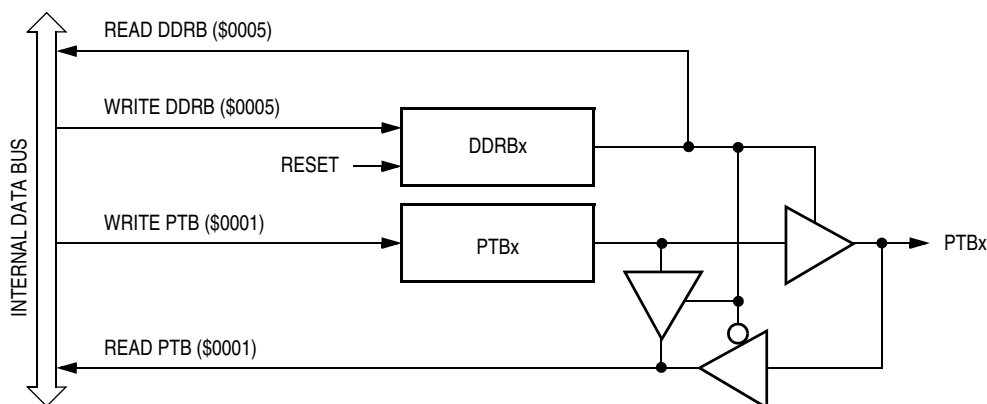 READ DDRB ($0005)
WRITE DDRB ($0005)
DDRBx
RESET
INTERNAL DATA BUS
WRITE PTB ($0001)
PTBx
PTBx
READ PTB ($0001)